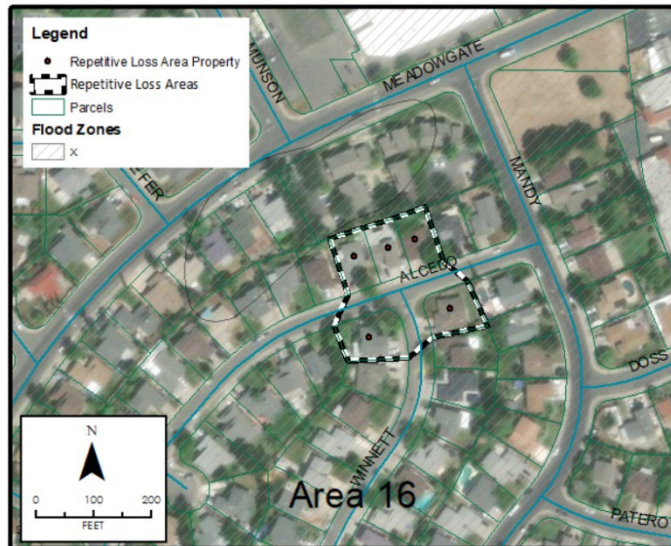 Legend
Repetitive Loss Area Property
Repetitive Loss Areas
Parcels
Flood Zones
X
MUNSON
MEADOWGATE
MANDY
ALCEDO
DOSS
WINNETT
Area 16
PATERO
N
0 100 200
FEET